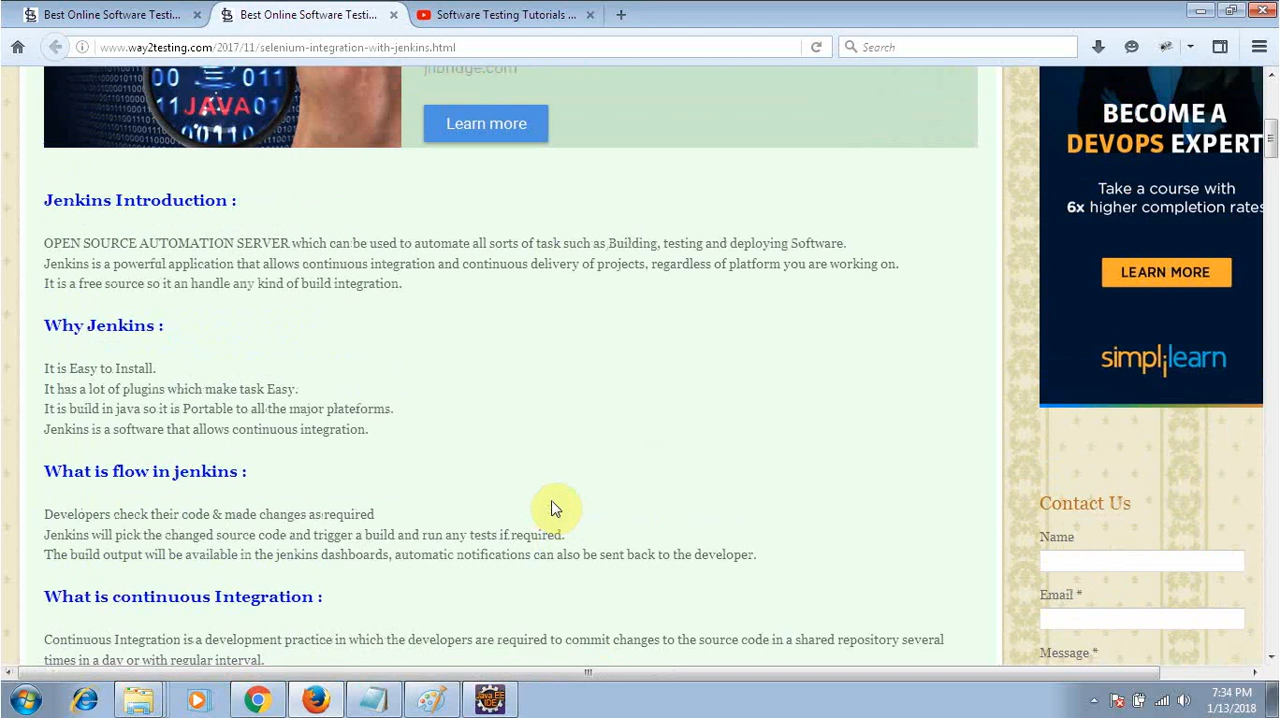 Best Online Software Testi...
Best Online Software Testi...
Software Testing Tutorials ...
www.way2testing.com/2017/11/selenium-integration-with-jenkins.html
Search
00 011
JAVA01
jnbridge.com
Learn more
BECOME A
DEVOPS EXPERT
Take a course with
6x higher completion rates
LEARN MORE
simplilearn
Jenkins Introduction :
OPEN SOURCE AUTOMATION SERVER which can be used to automate all sorts of task such as Building, testing and deploying Software.
Jenkins is a powerful application that allows continuous integration and continuous delivery of projects, regardless of platform you are working on.
It is a free source so it an handle any kind of build integration.
Why Jenkins :
It is Easy to Install.
It has a lot of plugins which make task Easy.
It is build in java so it is Portable to all the major plateforms.
Jenkins is a software that allows continuous integration.
What is flow in jenkins :
Developers check their code & made changes as required
Jenkins will pick the changed source code and trigger a build and run any tests if required.
The build output will be available in the jenkins dashboards, automatic notifications can also be sent back to the developer.
What is continuous Integration :
Continuous Integration is a development practice in which the developers are required to commit changes to the source code in a shared repository several
times in a day or with regular interval.
Contact Us
Name
Email *
Message *
Java EE
IDE
7:34 PM
1/13/2018